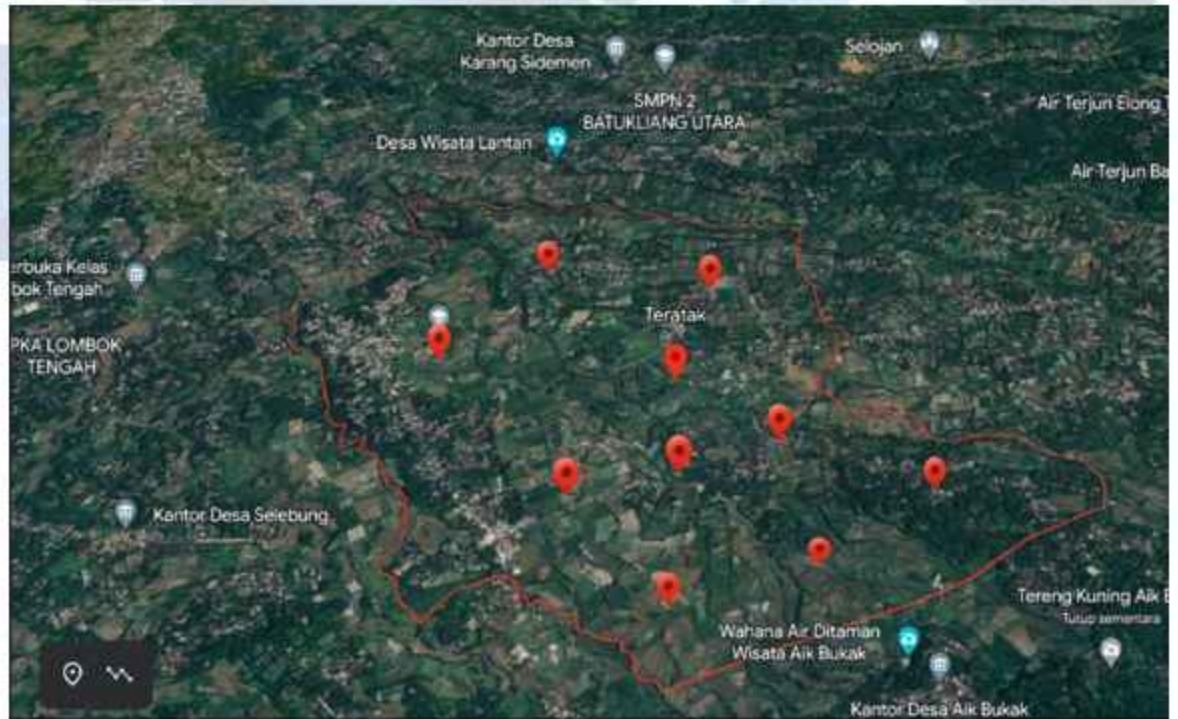 Kantor Desa
Karang Sidemen
Selojan
SMPN 2
BATUKLIANG UTARA
Air Terjun Elong
Desa Wisata Lantan
Air Terjun Ba
erbuka Kelas
bok Tengah
Teratak
PKA LOMBOK
TENGAH
Kantor Desa Selebung
Tereng Kuning Aik B
Tutup sementara
Wahana Air Ditaman
Wisata Aik Bukak
Kantor Desa Aik Bukak